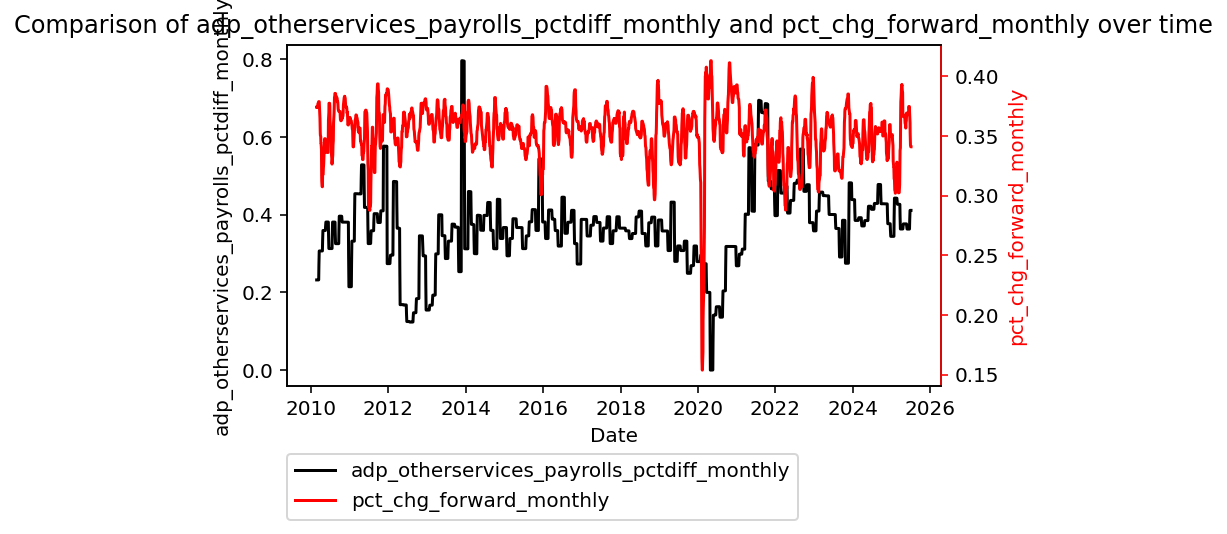 Comparison of adp_otherservices_payrolls_pctdiff_monthly and pct_chg_forward_monthly over time
adp_otherservices_payrolls_pctdiff_monthly
0.8
0.6
0.4
0.2
0.0
0.40
0.35
0.30
0.25
0.20
0.15
pct_chg_forward_monthly
2010 2012 2014 2016 2018 2020 2022 2024 2026
Date
adp_otherservices_payrolls_pctdiff_monthly
pct_chg_forward_monthly